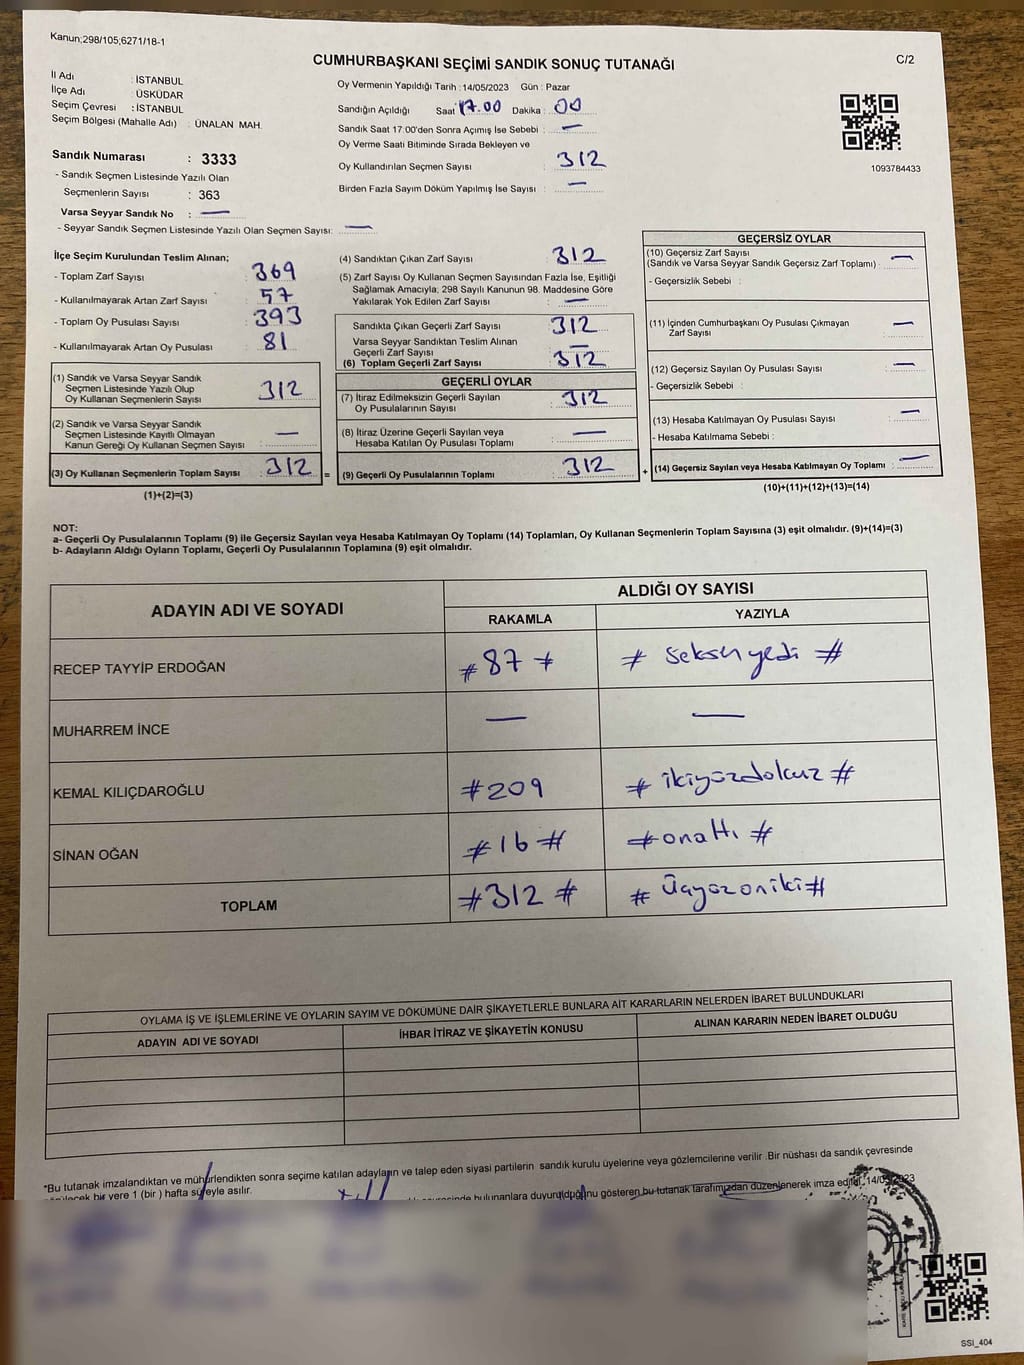 Kanun;298/105;6271/18-1
C/2
CUMHURBAŞKANI SEÇİMİ SANDIK SONUÇ TUTANAĞI
İl Adı : İSTANBUL
İlçe Adı : ÜSKÜDAR
Seçim Çevresi : İSTANBUL
Seçim Bölgesi (Mahalle Adı) : ÜNALAN MAH.
Sandık Numarası : 3333
- Sandık Seçmen Listesinde Yazılı Olan
Seçmenlerin Sayısı : 363
Varsa Seyyar Sandık No : —
- Seyyar Sandık Seçmen Listesinde Yazılı Olan Seçmen Sayısı: —
Oy Vermenin Yapıldığı Tarih : 14/05/2023 Gün : Pazar
Sandığın Açıldığı Saat 17.00 Dakika : 00
Sandık Saat 17:00'den Sonra Açımış İse Sebebi : —
Oy Verme Saati Bitiminde Sırada Bekleyen ve
Oy Kullandırılan Seçmen Sayısı : 312
Birden Fazla Sayım Döküm Yapılmış İse Sayısı : —
1093784433
İlçe Seçim Kurulundan Teslim Alınan;
- Toplam Zarf Sayısı : 369
- Kullanılmayarak Artan Zarf Sayısı : 57
- Toplam Oy Pusulası Sayısı : 393
- Kullanılmayarak Artan Oy Pusulası : 81
(1) Sandık ve Varsa Seyyar Sandık
Seçmen Listesinde Yazılı Olup
Oy Kullanan Seçmenlerin Sayısı : 312
(2) Sandık ve Varsa Seyyar Sandık
Seçmen Listesinde Kayıtlı Olmayan
Kanun Gereği Oy Kullanan Seçmen Sayısı : —
(3) Oy Kullanan Seçmenlerin Toplam Sayısı : 312 =
(1)+(2)=(3)
(4) Sandıktan Çıkan Zarf Sayısı : 312
(5) Zarf Sayısı Oy Kullanan Seçmen Sayısından Fazla İse, Eşitliği
Sağlamak Amacıyla; 298 Sayılı Kanunun 98. Maddesine Göre
Yakılarak Yok Edilen Zarf Sayısı : —
Sandıkta Çıkan Geçerli Zarf Sayısı : 312
Varsa Seyyar Sandıktan Teslim Alınan
Geçerli Zarf Sayısı : —
(6) Toplam Geçerli Zarf Sayısı : 312
GEÇERLİ OYLAR
(7) İtiraz Edilmeksizin Geçerli Sayılan
Oy Pusulalarının Sayısı : 312
(8) İtiraz Üzerine Geçerli Sayılan veya
Hesaba Katılan Oy Pusulası Toplamı : —
(9) Geçerli Oy Pusulalarının Toplamı : 312 +
GEÇERSİZ OYLAR
(10) Geçersiz Zarf Sayısı
(Sandık ve Varsa Seyyar Sandık Geçersiz Zarf Toplamı) : —
- Geçersizlik Sebebi :
(11) İçinden Cumhurbaşkanı Oy Pusulası Çıkmayan
Zarf Sayısı : —
(12) Geçersiz Sayılan Oy Pusulası Sayısı : —
- Geçersizlik Sebebi :
(13) Hesaba Katılmayan Oy Pusulası Sayısı : —
- Hesaba Katılmama Sebebi :
(14) Geçersiz Sayılan veya Hesaba Katılmayan Oy Toplamı : —
(10)+(11)+(12)+(13)=(14)
NOT:
a- Geçerli Oy Pusulalarının Toplamı (9) ile Geçersiz Sayılan veya Hesaba Katılmayan Oy Toplamı (14) Toplamları, Oy Kullanan Seçmenlerin Toplam Sayısına (3) eşit olmalıdır. (9)+(14)=(3)
b- Adayların Aldığı Oyların Toplamı, Geçerli Oy Pusulalarının Toplamına (9) eşit olmalıdır.
ADAYIN ADI VE SOYADI
ALDIĞI OY SAYISI
RAKAMLA YAZIYLA
RECEP TAYYİP ERDOĞAN # 87 # # seksen yedi #
MUHARREM İNCE — —
KEMAL KILIÇDAROĞLU #209 # ikiyüzdokuz #
SİNAN OĞAN # 16 # # onaltı #
TOPLAM #312 # # Üçyüzoniki#
OYLAMA İŞ VE İŞLEMLERİNE VE OYLARIN SAYIM VE DÖKÜMÜNE DAİR ŞİKAYETLERLE BUNLARA AİT KARARLARIN NELERDEN İBARET BULUNDUKLARI
ADAYIN ADI VE SOYADI İHBAR İTİRAZ VE ŞİKAYETİN KONUSU ALINAN KARARIN NEDEN İBARET OLDUĞU
*Bu tutanak imzalandıktan ve mühürlendikten sonra seçime katılan adayların ve talep eden siyasi partilerin sandık kurulu üyelerine veya gözlemcilerine verilir .Bir nüshası da sandık çevresinde
bir yere 1 (bir ) hafta süreyle asılır.
bulunanlara duyurulduğunu gösteren bu tutanak tarafımızdan düzenlenerek imza edildi. 14/05/2023
SSI_404